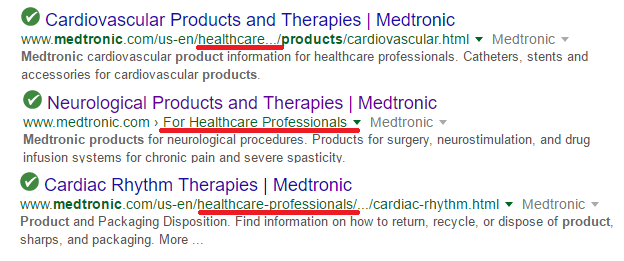 Cardiovascular Products and Therapies | Medtronic
www.medtronic.com/us-en/healthcare.../products/cardiovascular.html Medtronic
Medtronic cardiovascular product information for healthcare professionals. Catheters, stents and
accessories for cardiovascular products.
Neurological Products and Therapies | Medtronic
www.medtronic.com › For Healthcare Professionals Medtronic
Medtronic products for neurological procedures. Products for surgery, neurostimulation, and drug
infusion systems for chronic pain and severe spasticity.
Cardiac Rhythm Therapies | Medtronic
www.medtronic.com/us-en/healthcare-professionals/.../cardiac-rhythm.html Medtronic
Product and Packaging Disposition. Find information on how to return, recycle, or dispose of product,
sharps, and packaging. More ...